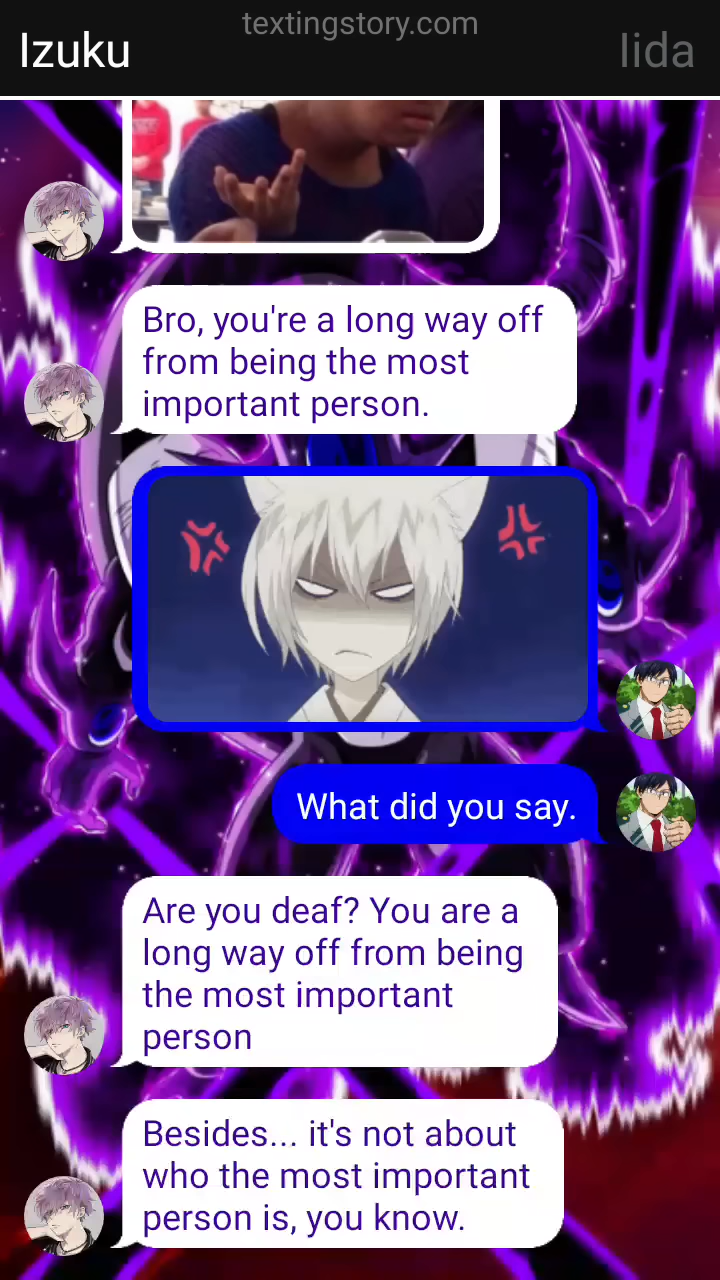 textingstory.com
Izuku
Iida
Bro, you're a long way off
from being the most
important person.
What did you say.
Are you deaf? You are a
long way off from being
the most important
person
Besides... it's not about
who the most important
person is, you know.